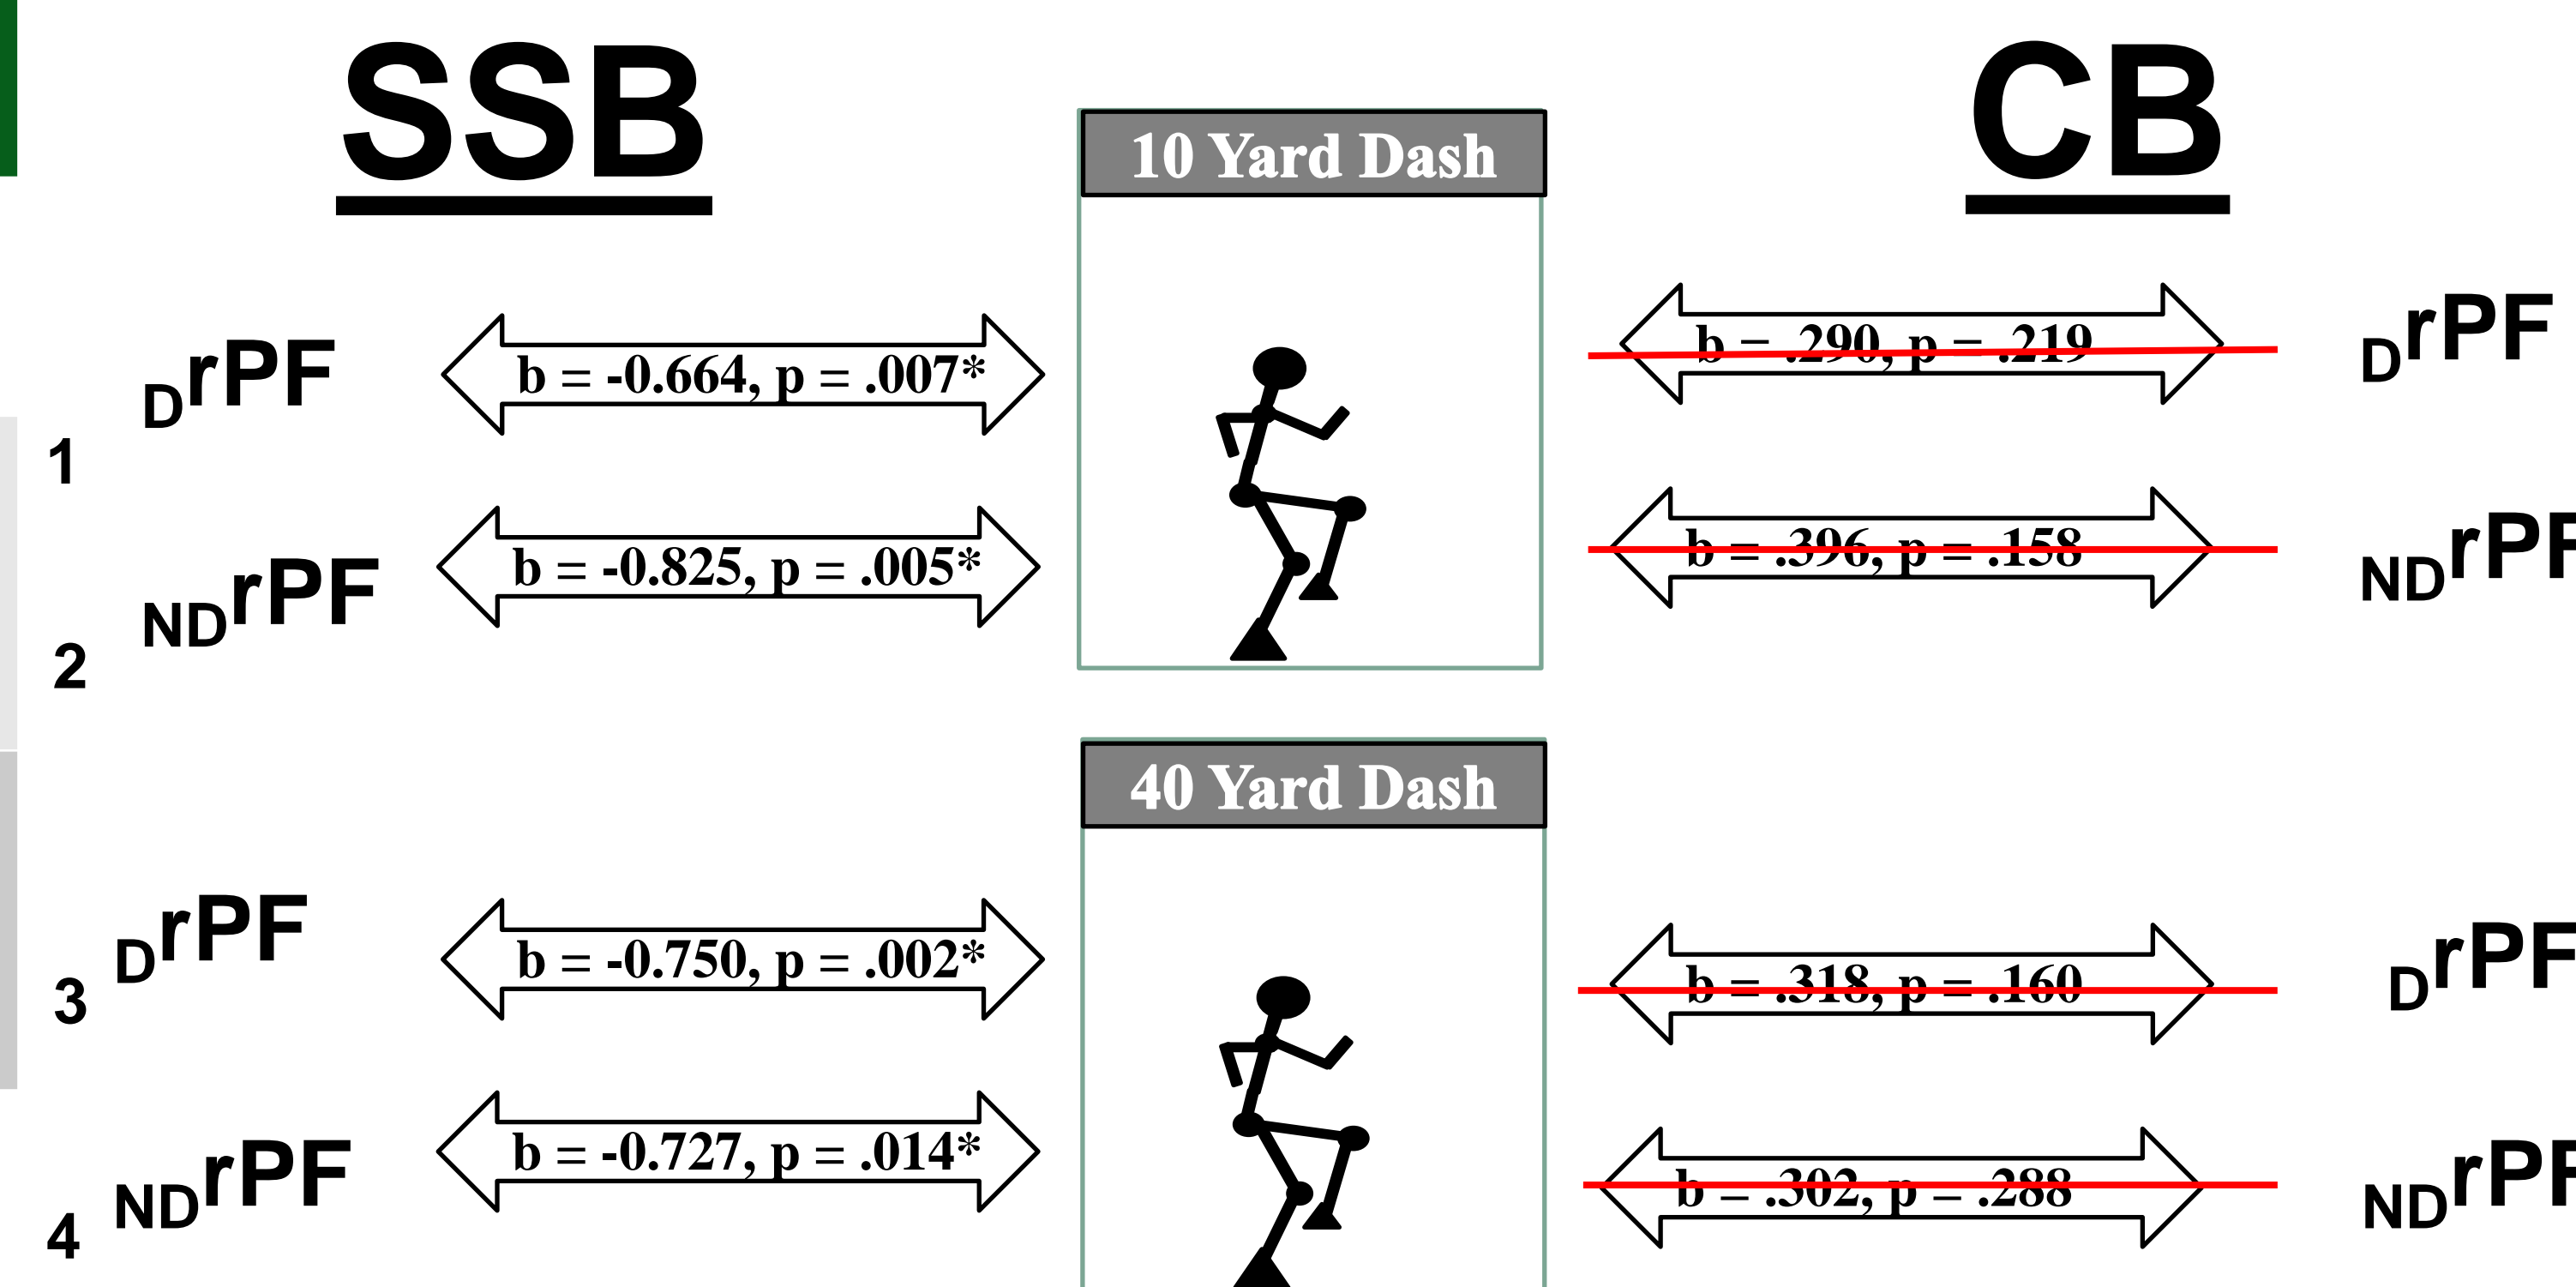 SSB
CB
10 Yard Dash
DrPF
b = -0.664, p = .007*
b = .290, p = .219
DrPF
1
NDrPF
b = -0.825, p = .005*
b = .396, p = .158
NDrPF
2
40 Yard Dash
DrPF
b = -0.750, p = .002*
b = .318, p = .160
DrPF
3
NDrPF
b = -0.727, p = .014*
b = .302, p = .288
NDrPF
4